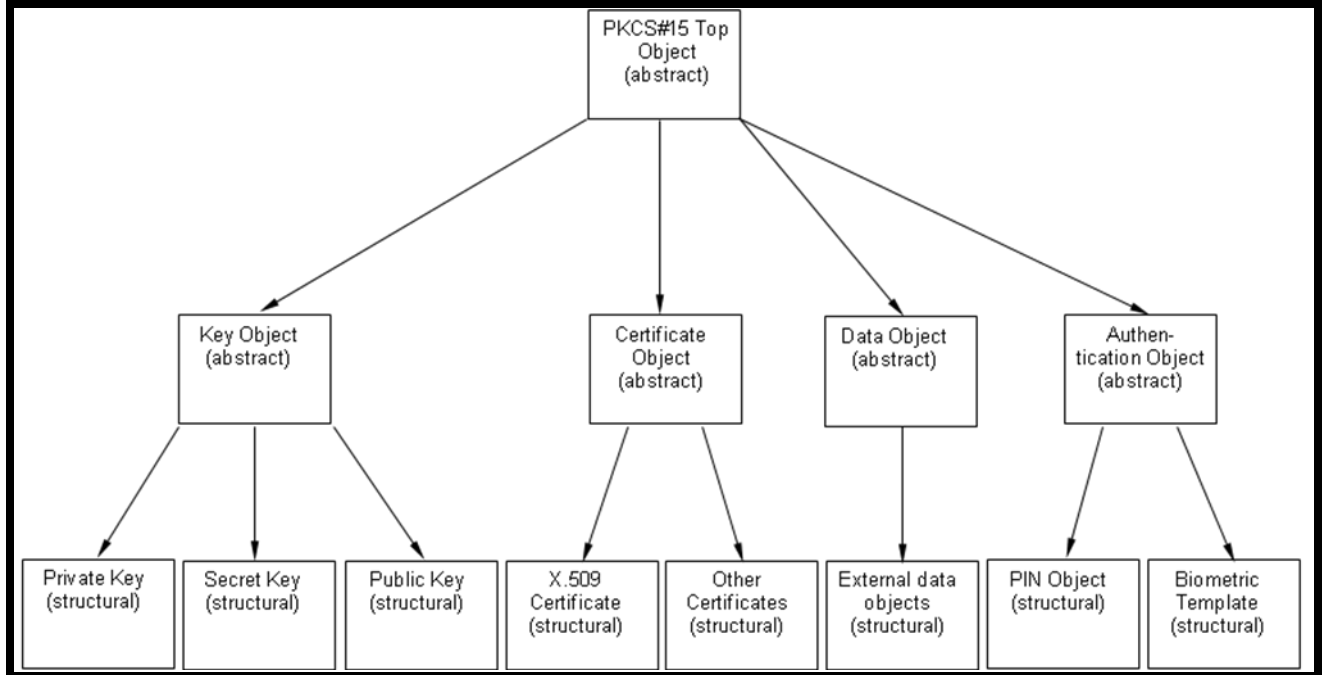 PKCS#15 Top
Object
(abstract)
Key Object
(abstract)
Certificate
Object
(abstract)
Data Object
(abstract)
Authen-
tication Object
(abstract)
Private Key
(structural)
Secret Key
(structural)
Public Key
(structural)
X.509
Certificate
(structural)
Other
Certificates
(structural)
External data
objects
(structural)
PIN Object
(structural)
Biometric
Template
(structural)